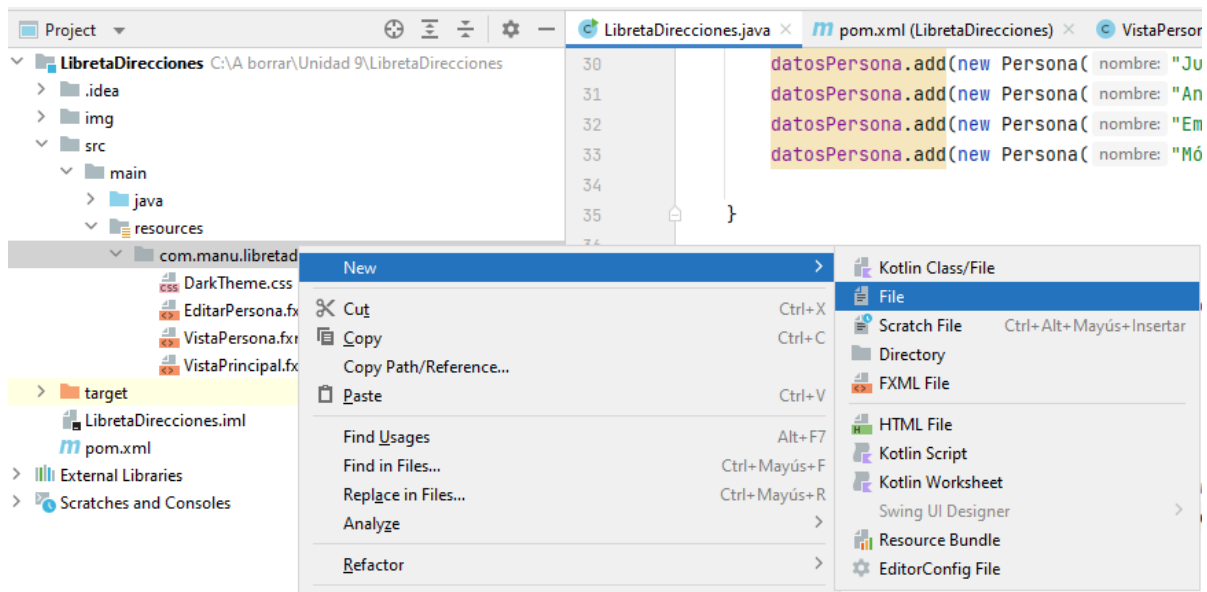 Project
LibretaDirecciones.java
pom.xml (LibretaDirecciones)
VistaPerson
LibretaDirecciones C:\A borrar\Unidad 9\LibretaDirecciones
.idea
img
src
main
java
resources
com.manu.libretad
DarkTheme.css
EditarPersona.fx
VistaPersona.fxr
VistaPrincipal.fx
target
LibretaDirecciones.iml
pom.xml
External Libraries
Scratches and Consoles
30 datosPersona.add(new Persona( nombre: "Ju
31 datosPersona.add(new Persona( nombre: "An
32 datosPersona.add(new Persona( nombre: "Em
33 datosPersona.add(new Persona( nombre: "Mó
34
35 }
36
New
Cut Ctrl+X
Copy Ctrl+C
Copy Path/Reference...
Paste Ctrl+V
Find Usages Alt+F7
Find in Files... Ctrl+Mayús+F
Replace in Files... Ctrl+Mayús+R
Analyze
Refactor
Kotlin Class/File
File
Scratch File Ctrl+Alt+Mayús+Insertar
Directory
FXML File
HTML File
Kotlin Script
Kotlin Worksheet
Swing UI Designer
Resource Bundle
EditorConfig File